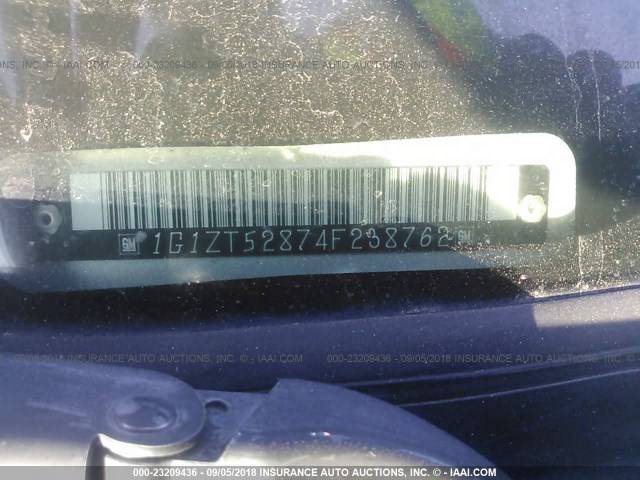 NS, INC. - IAAI.COM 000-23209436 - 09/05/2018 INSURANCE AUTO AUCTIONS, INC. - IAAI.COM 000-23209436 - 09/05/2018
GM 1G1ZT52874F238762 GM
INSURANCE AUTO AUCTIONS, INC. - IAAI.COM 000-23209436 - 09/05/2018 INSURANCE AUTO AUCTIONS, INC. - IAAI.COM
000-23209436 - 09/05/2018 INSURANCE AUTO AUCTIONS, INC. - IAAI.COM